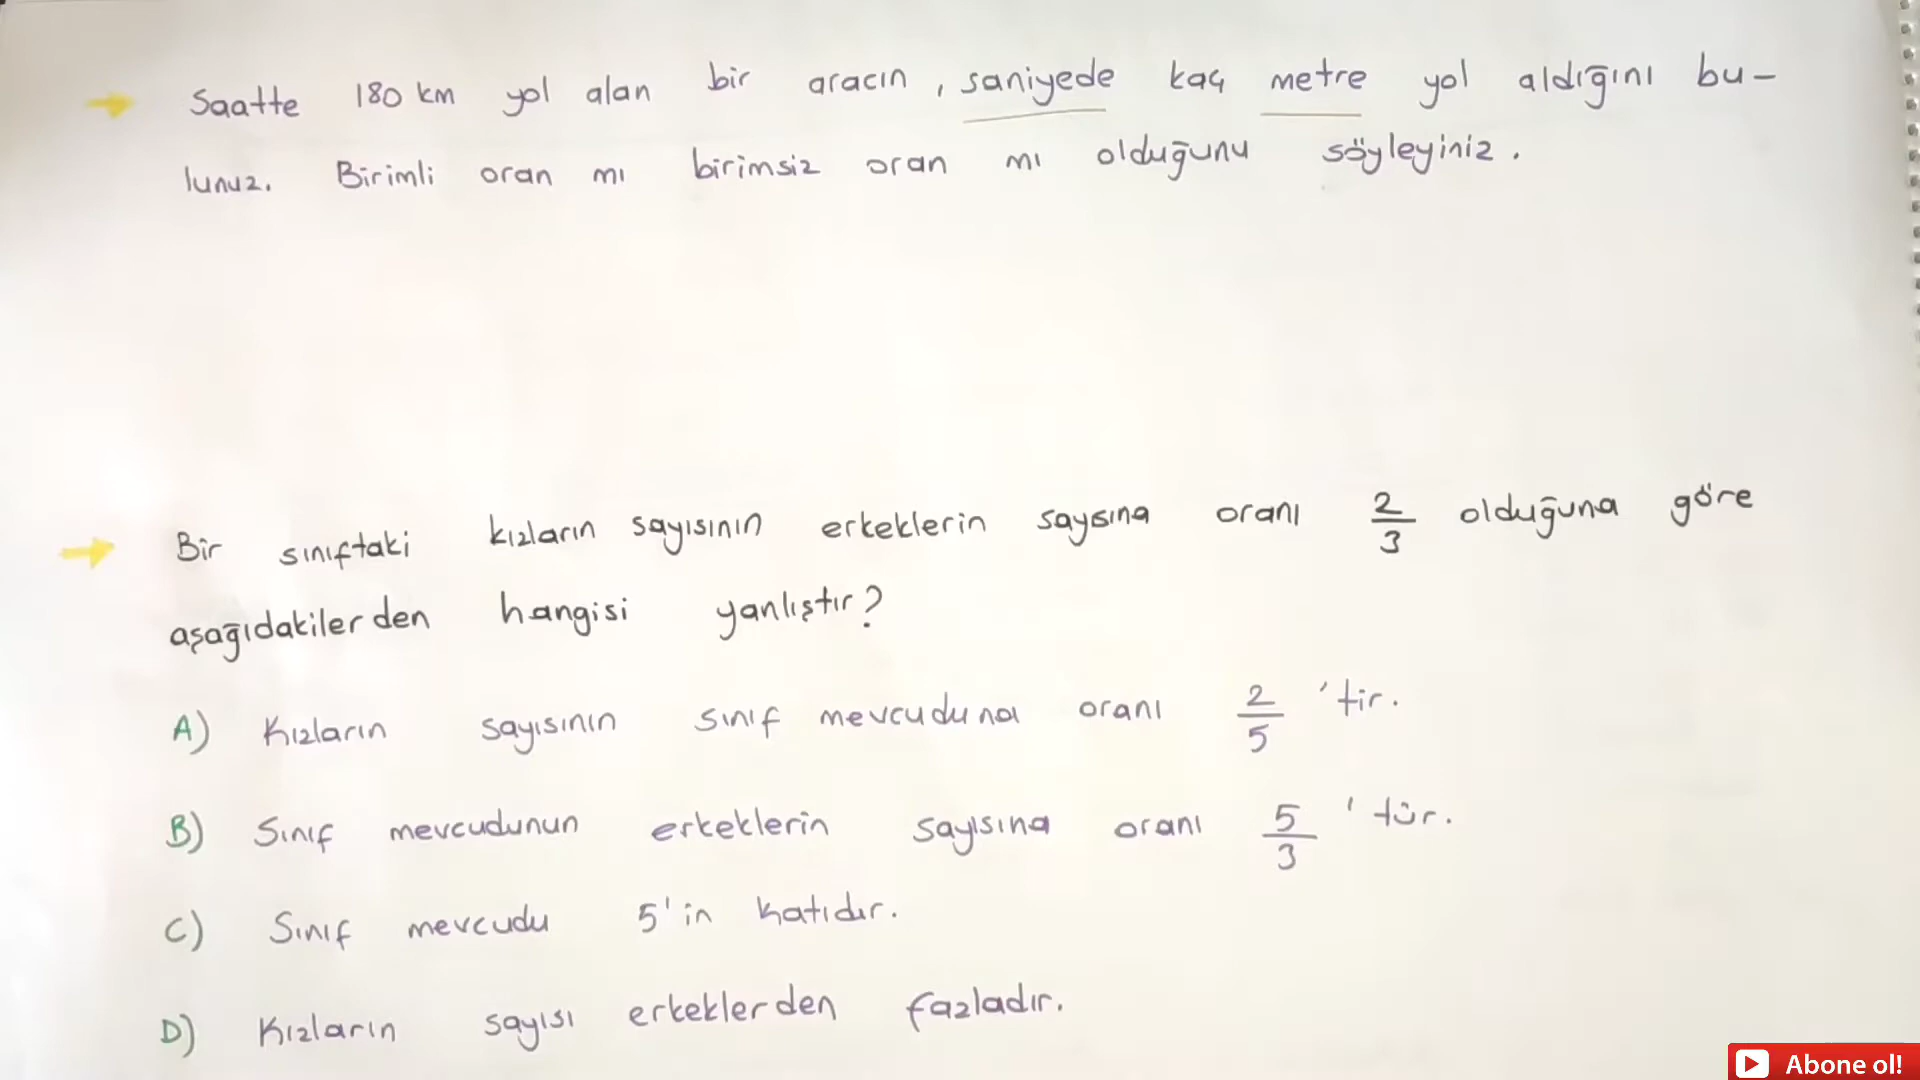 Saatte 180 km yol alan bir aracın, saniyede kaç metre yol aldığını bu-
lunuz. Birimli oran mı birimsiz oran mı olduğunu söyleyiniz.
Bir sınıftaki kızların sayısının erkeklerin saysına oranı 2/3 olduğuna göre
aşağıdakilerden hangisi yanlıştır?
A) Kızların sayısının sınıf mevcuduna oranı 2/5 'tir.
B) Sınıf mevcudunun erkeklerin sayısına oranı 5/3 'tür.
C) Sınıf mevcudu 5'in katıdır.
D) Kızların sayısı erkeklerden fazladır.
Abone ol!